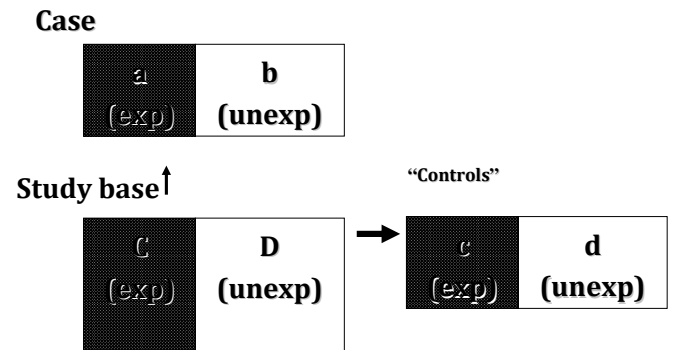 Case
a b
(exp) (unexp)
Study base
“Controls”
C D
(exp) (unexp)
c d
(exp) (unexp)